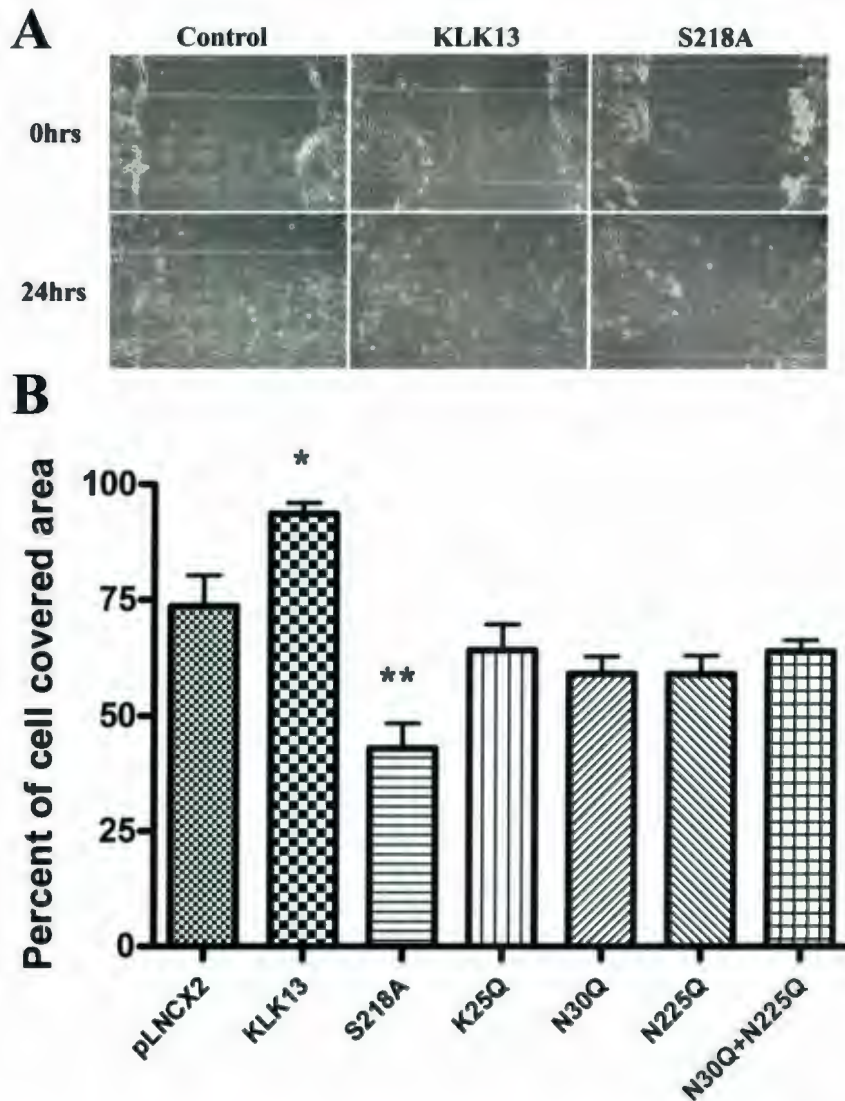 A
Control KLK13 S218A
0hrs
24hrs
B
Percent of cell covered area
100
75
50
25
0
*
**
pLNCX2
KLK13
S218A
K25Q
N30Q
N225Q
N30Q+N225Q